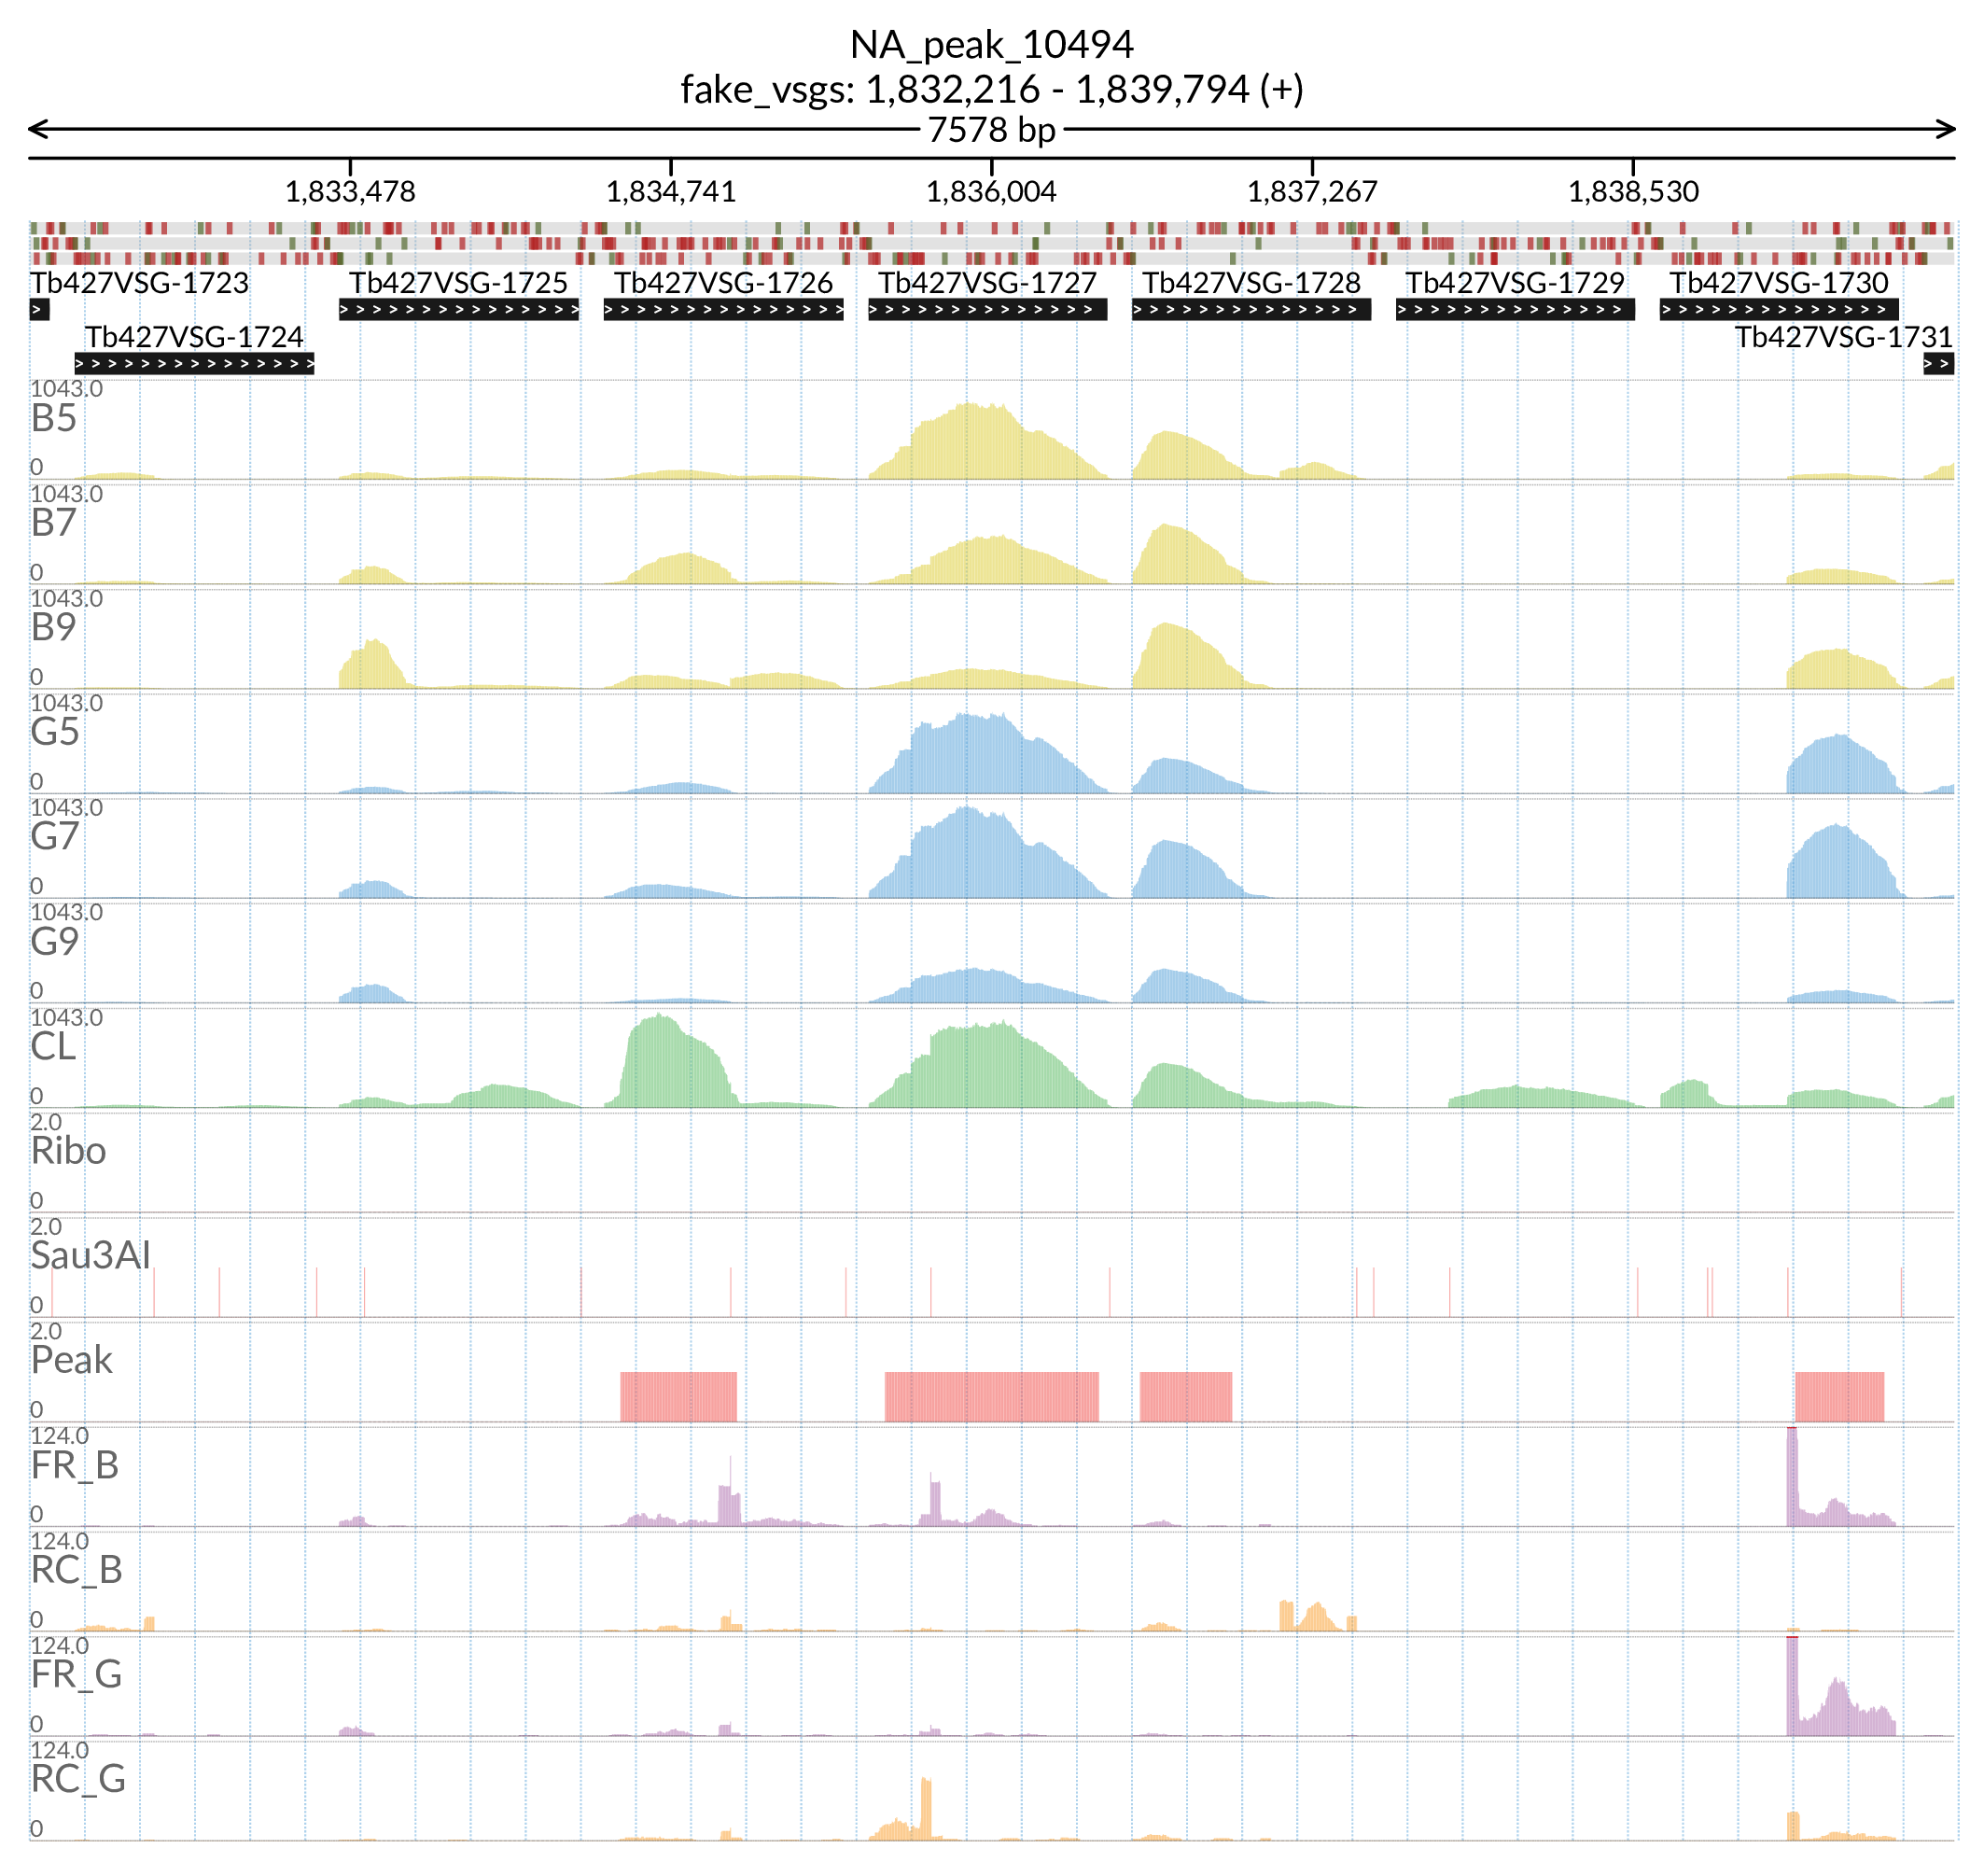 NA_peak_10494
fake_vsgs: 1,832,216 - 1,839,794 (+)
7578 bp
1,833,478 1,834,741 1,836,004 1,837,267 1,838,530
Tb427VSG-1723 Tb427VSG-1725 Tb427VSG-1726 Tb427VSG-1727 Tb427VSG-1728 Tb427VSG-1729 Tb427VSG-1730
Tb427VSG-1724 Tb427VSG-1731
1043.0
B5
0
1043.0
B7
0
1043.0
B9
0
1043.0
G5
0
1043.0
G7
0
1043.0
G9
0
1043.0
CL
0
2.0
Ribo
0
2.0
Sau3AI
0
2.0
Peak
0
124.0
FR_B
0
124.0
RC_B
0
124.0
FR_G
0
124.0
RC_G
0